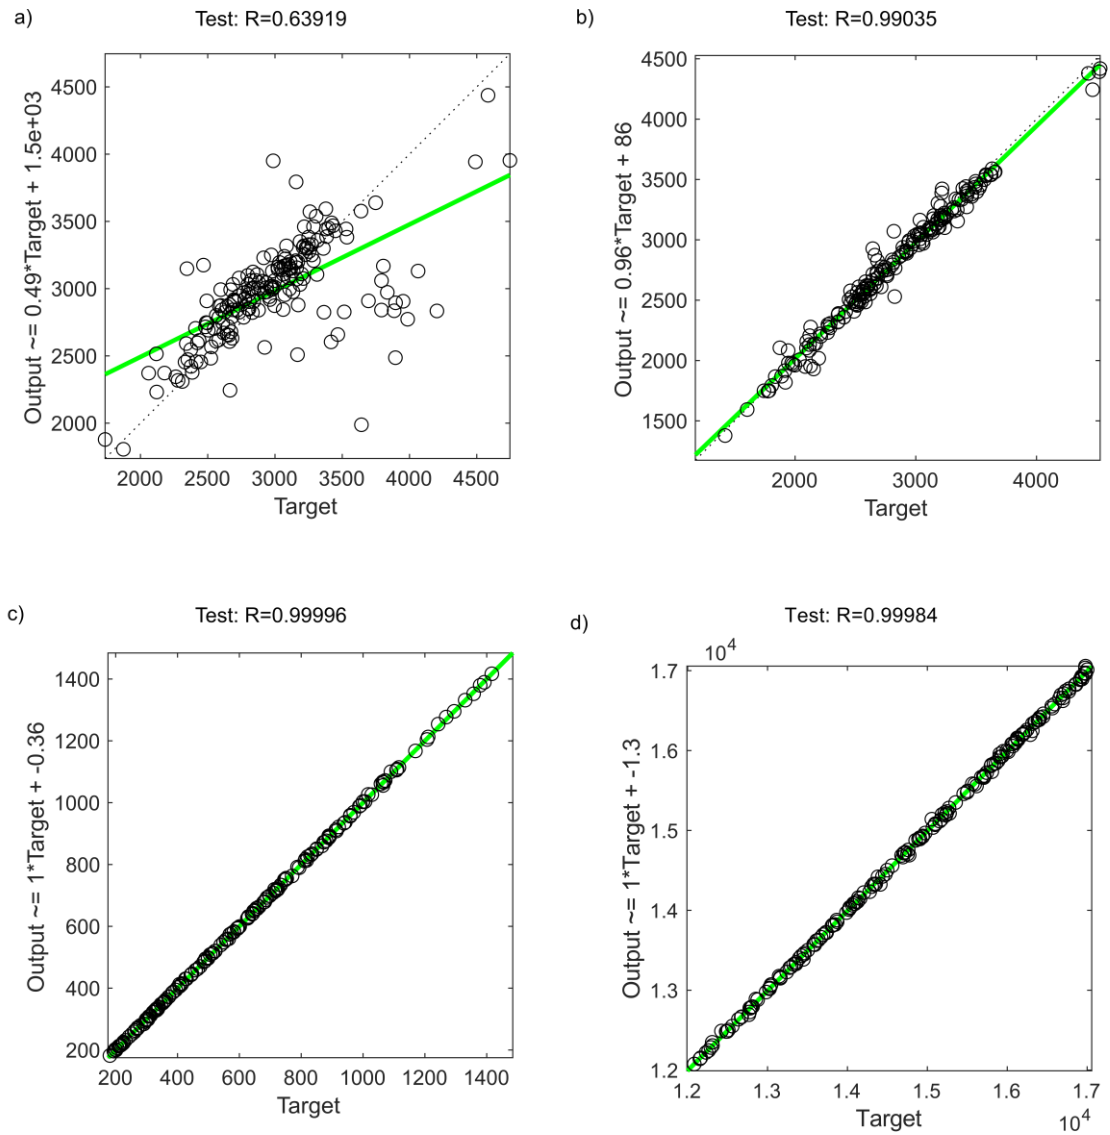 a)
Test: R=0.63919
Output ~= 0.49*Target + 1.5e+03
4500
4000
3500
3000
2500
2000
2000 2500 3000 3500 4000 4500
Target
b)
Test: R=0.99035
Output ~= 0.96*Target + 86
4500
4000
3500
3000
2500
2000
1500
2000 3000 4000
Target
c)
Test: R=0.99996
Output ~= 1*Target + -0.36
1400
1200
1000
800
600
400
200
200 400 600 800 1000 1200 1400
Target
d)
Test: R=0.99984
10^4
Output ~= 1*Target + -1.3
1.7
1.6
1.5
1.4
1.3
1.2
1.2 1.3 1.4 1.5 1.6 1.7
Target
10^4